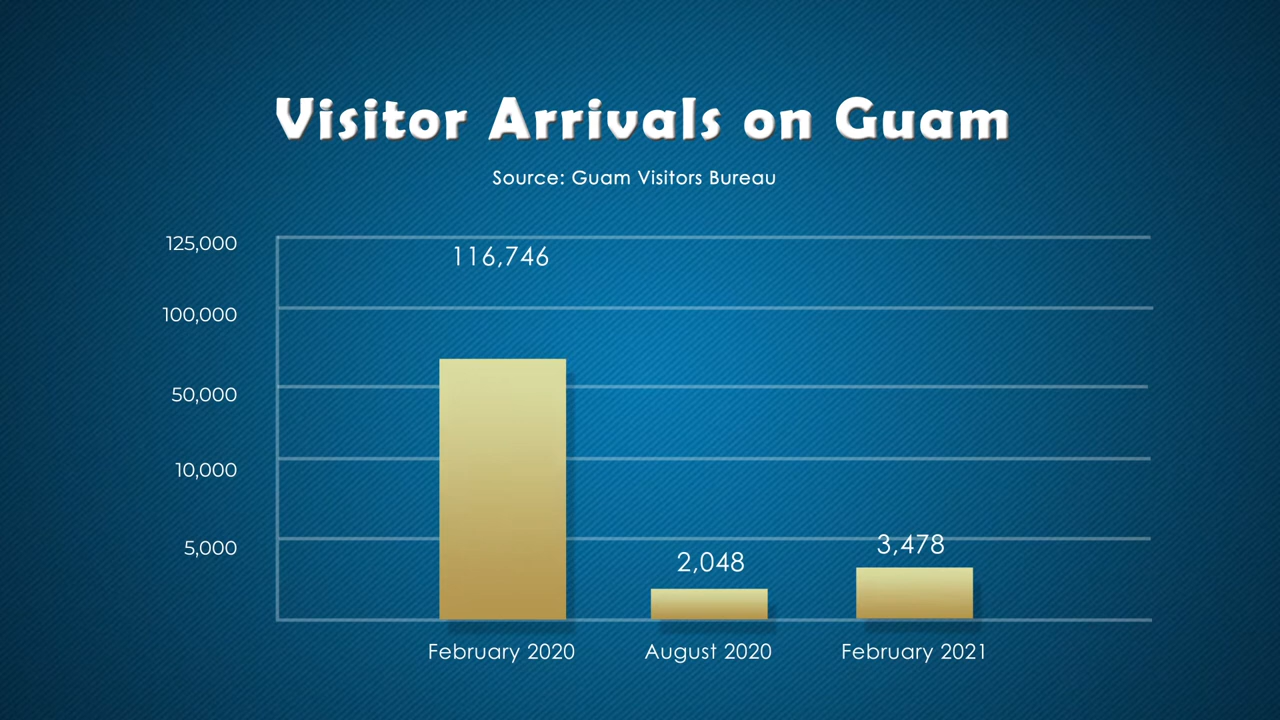 Visitor Arrivals on Guam
Source: Guam Visitors Bureau
125,000
116,746
100,000
50,000
10,000
5,000
3,478
2,048
February 2020
August 2020
February 2021